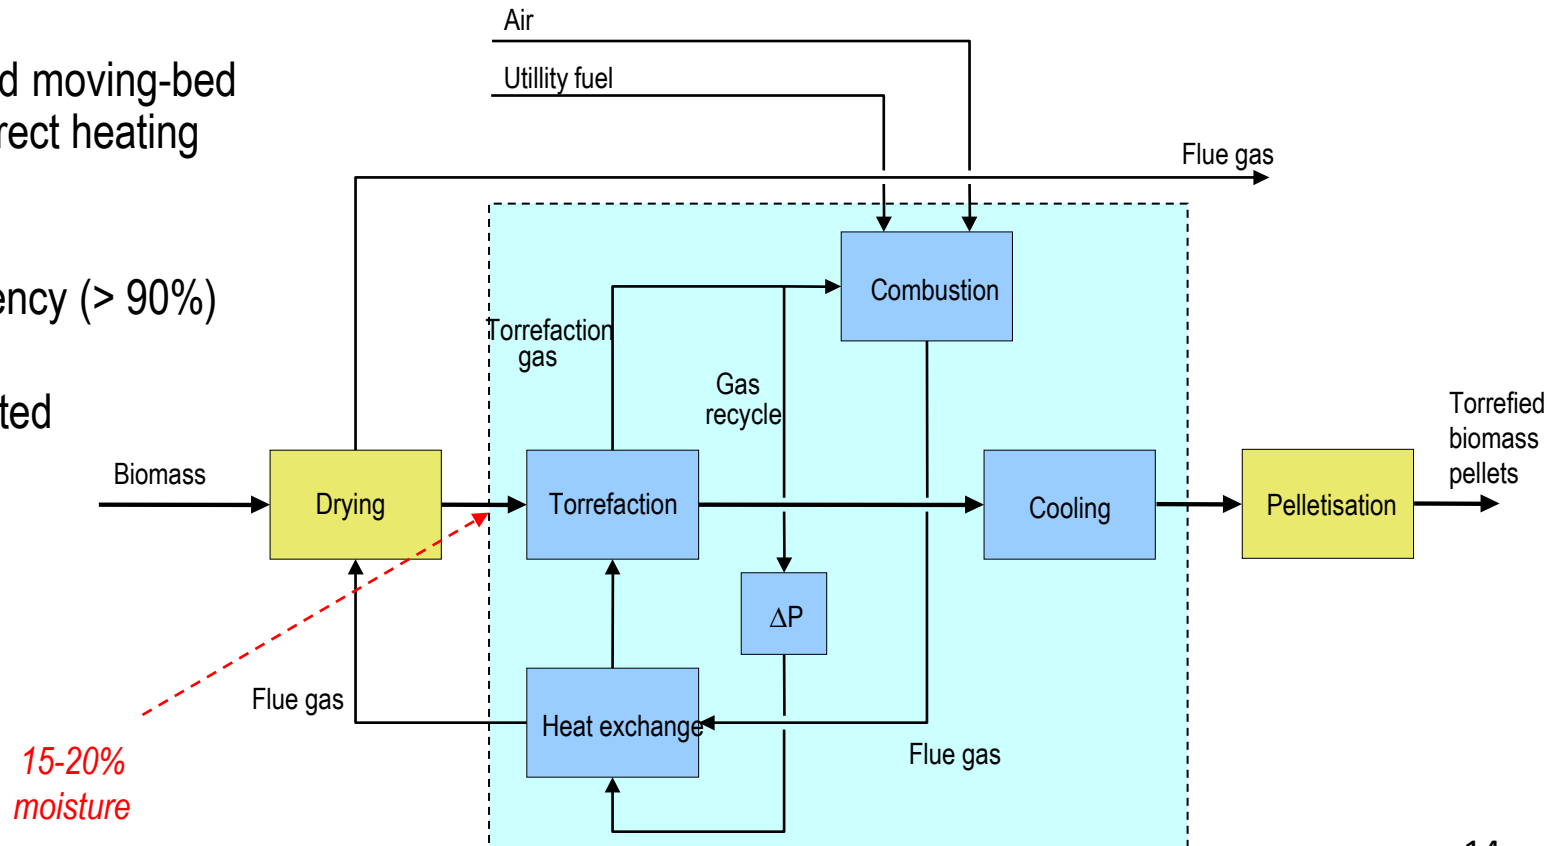 Air
d moving-bed
Utillity fuel
rect heating
Flue gas
ency (> 90%)
Combustion
Torrefaction
gas
Gas
recycle
ted
Torrefied
biomass
pellets
Biomass
Drying
Torrefaction
Cooling
Pelletisation
ΔP
Flue gas
Heat exchange
Flue gas
15-20%
moisture